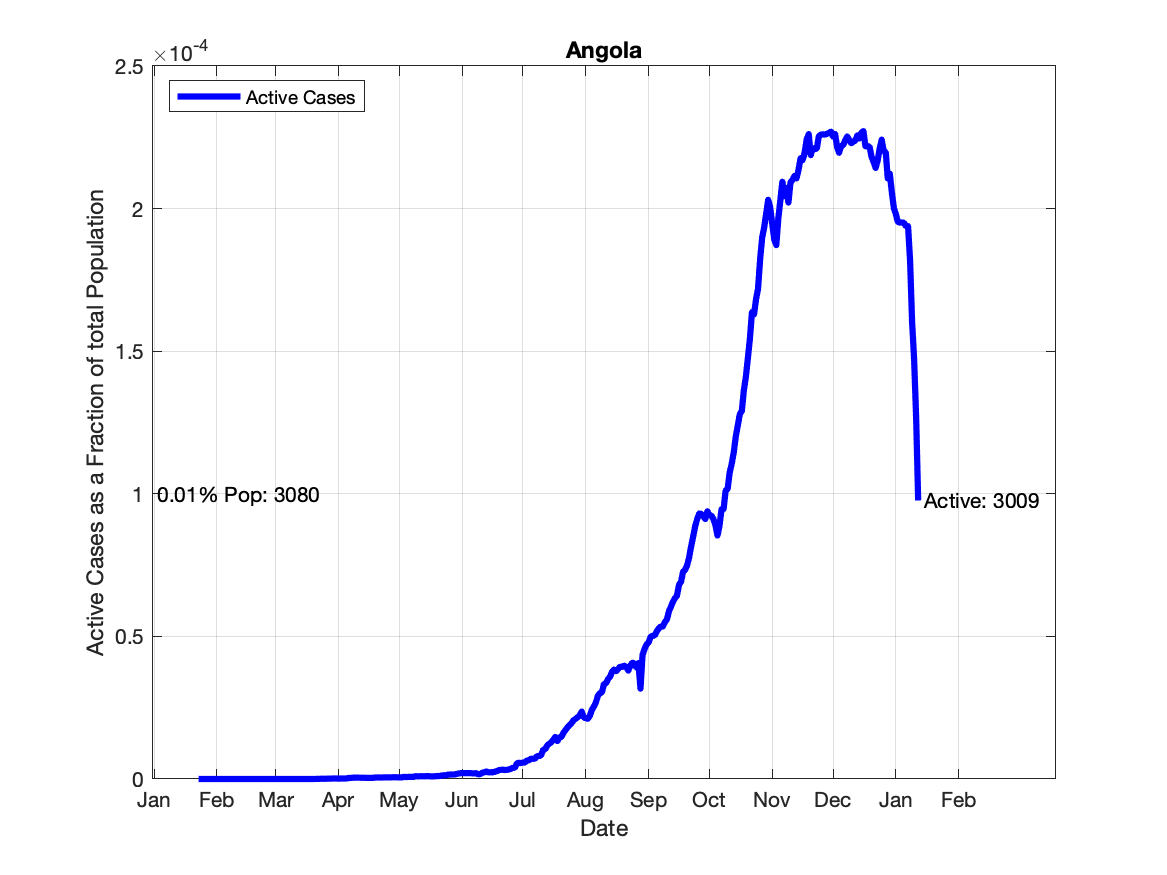 Angola
×10-4
2.5
2
1.5
1
0.5
0
Active Cases as a Fraction of total Population
Active Cases
0.01% Pop: 3080
Active: 3009
Jan Feb Mar Apr May Jun Jul Aug Sep Oct Nov Dec Jan Feb
Date